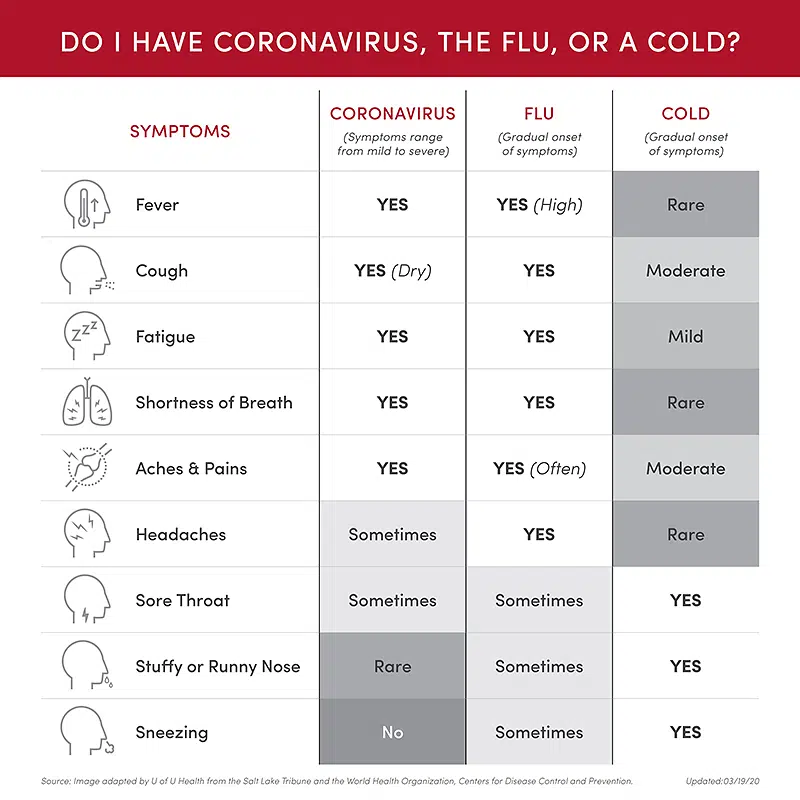 DO I HAVE CORONAVIRUS, THE FLU, OR A COLD?
SYMPTOMS
CORONAVIRUS
(Symptoms range
from mild to severe)
FLU
(Gradual onset
of symptoms)
COLD
(Gradual onset
of symptoms)
Fever YES YES (High) Rare
Cough YES (Dry) YES Moderate
zzz Fatigue YES YES Mild
Shortness of Breath YES YES Rare
Aches & Pains YES YES (Often) Moderate
Headaches Sometimes YES Rare
Sore Throat Sometimes Sometimes YES
Stuffy or Runny Nose Rare Sometimes YES
Sneezing No Sometimes YES
Source: Image adapted by U of U Health from the Salt Lake Tribune and the World Health Organization, Centers for Disease Control and Prevention. Updated:03/19/20